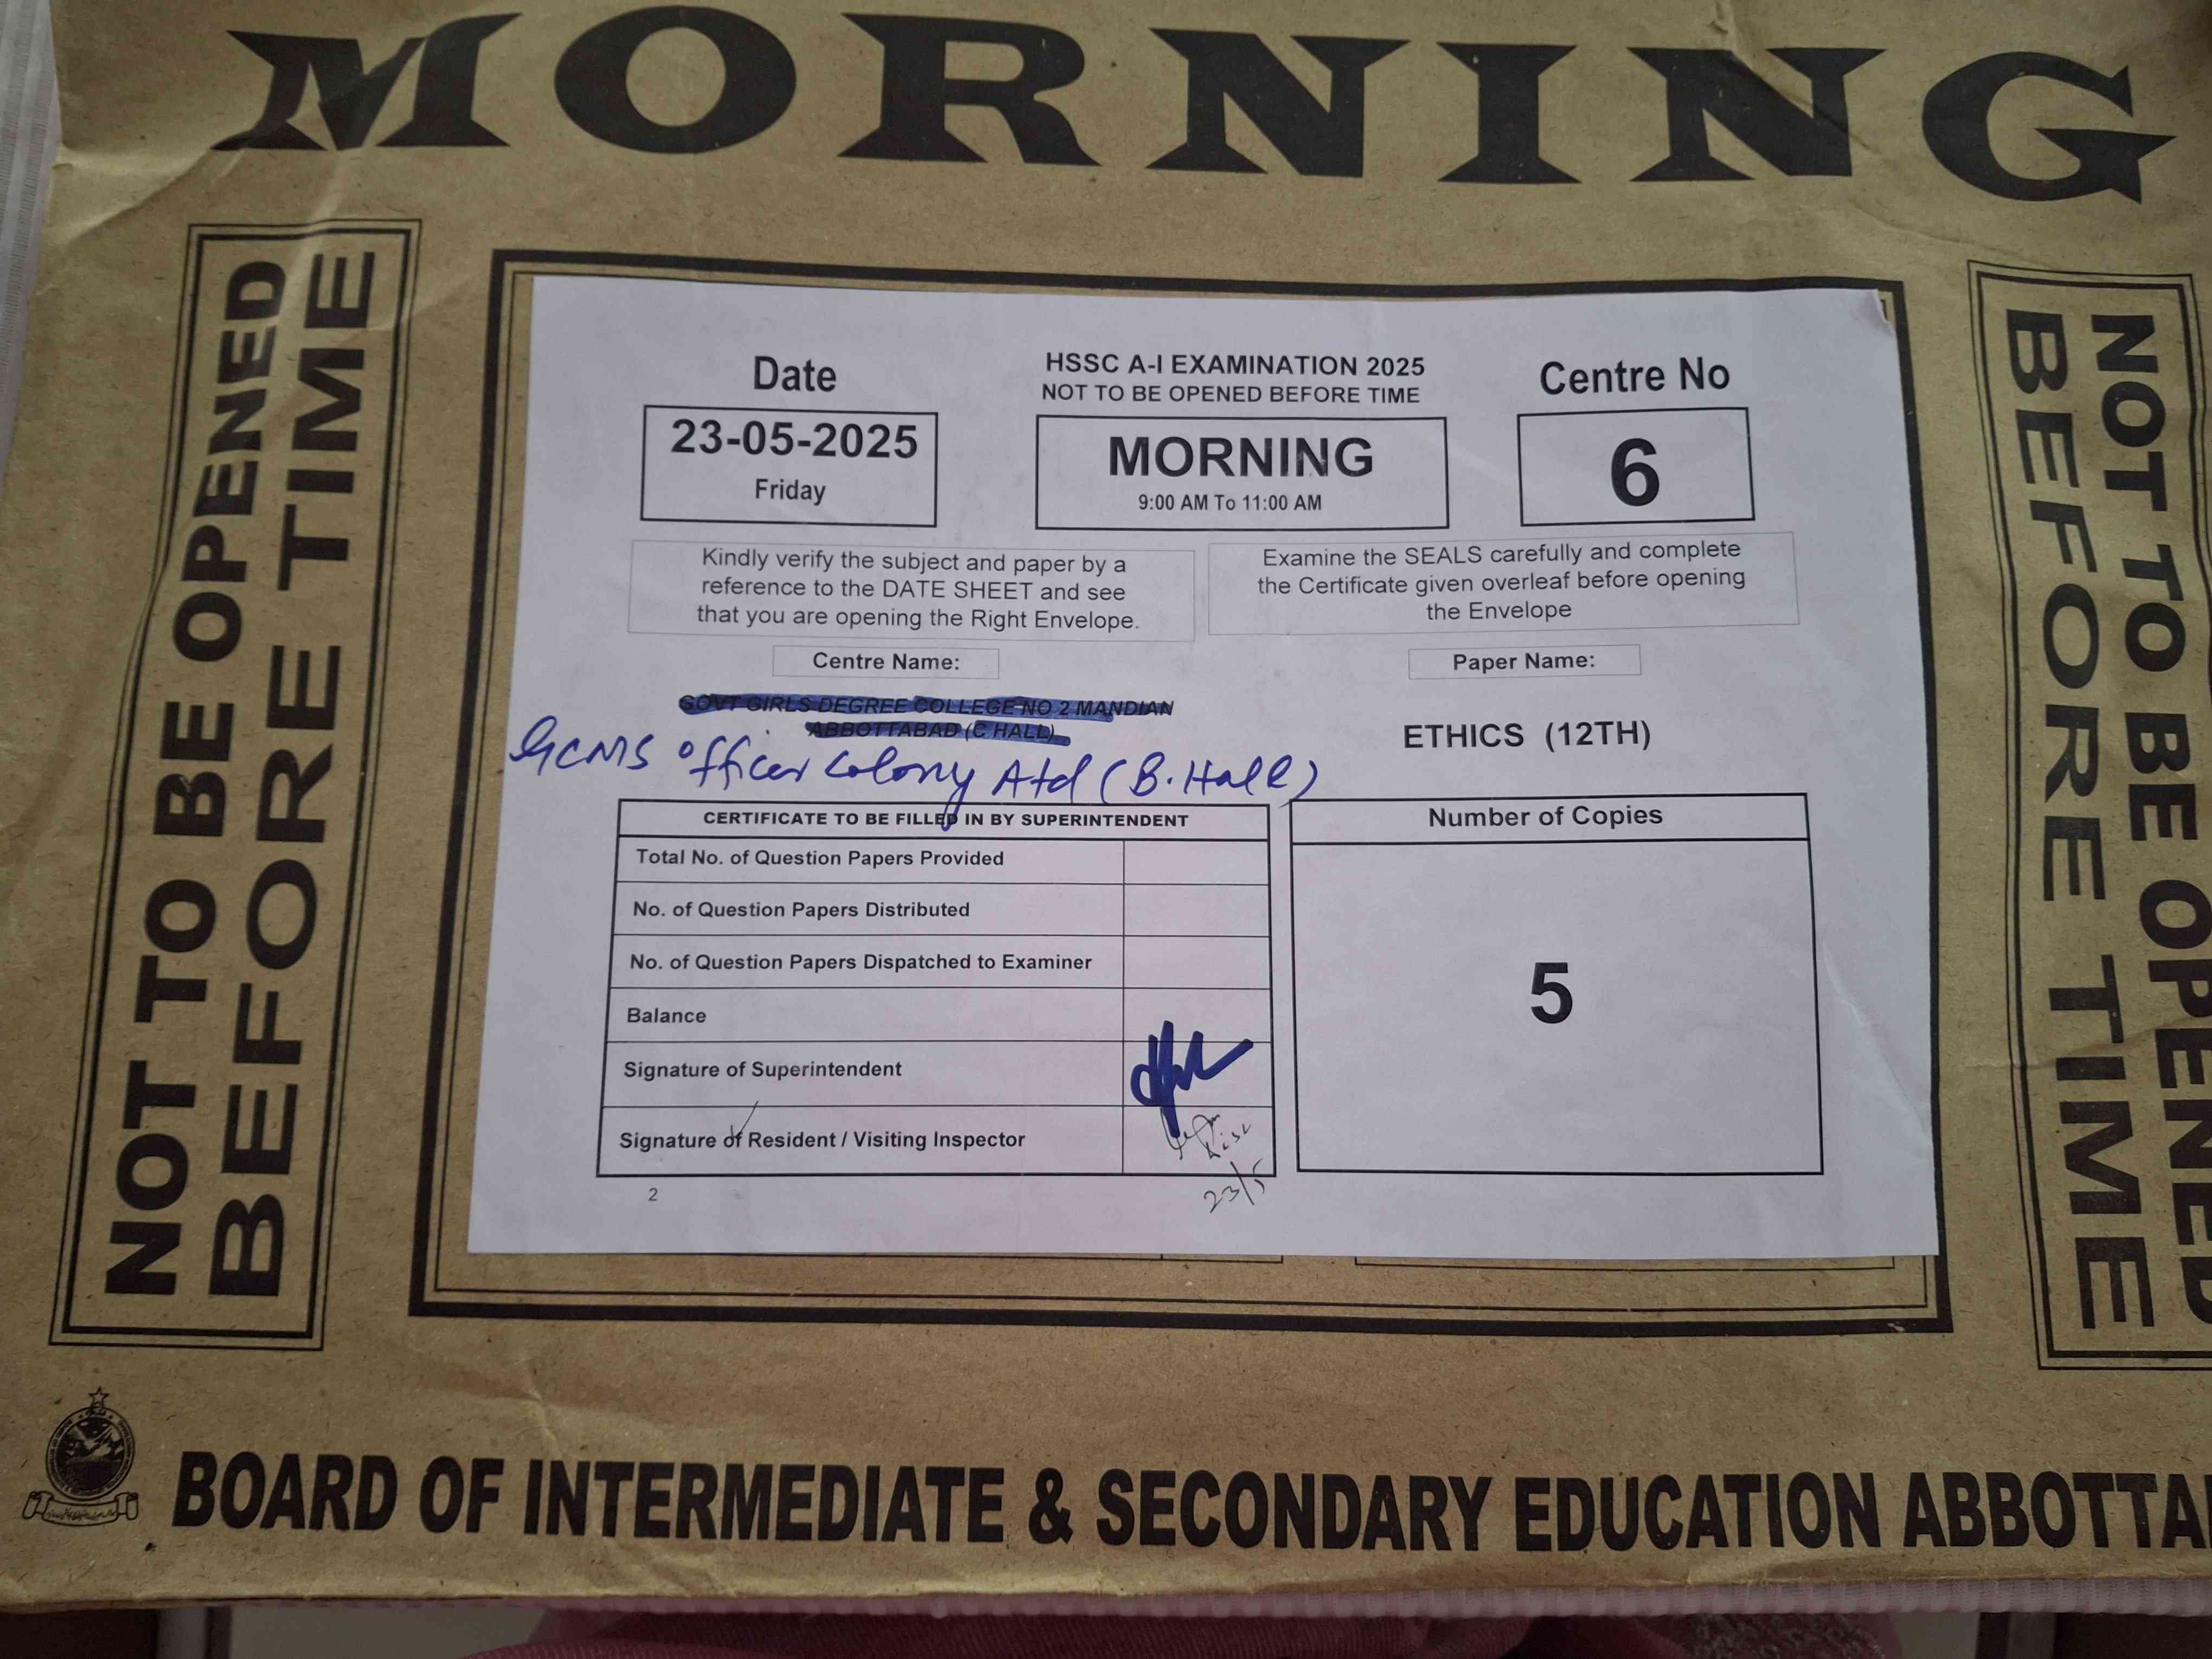 MORNING
NOT TO BE OPENED
BEFORE TIME
Date
23-05-2025
Friday
HSSC A-I EXAMINATION 2025
NOT TO BE OPENED BEFORE TIME
MORNING
9:00 AM To 11:00 AM
Centre No
6
Kindly verify the subject and paper by a
reference to the DATE SHEET and see
that you are opening the Right Envelope.
Examine the SEALS carefully and complete
the Certificate given overleaf before opening
the Envelope
Centre Name:
GOVT GIRLS DEGREE COLLEGE NO 2 MANDIAN
ABBOTTABAD (C HALL)
GCMS officer Colony Atd (B. Hall)
Paper Name:
ETHICS (12TH)
CERTIFICATE TO BE FILLED IN BY SUPERINTENDENT
Total No. of Question Papers Provided
No. of Question Papers Distributed
No. of Question Papers Dispatched to Examiner
Balance
Signature of Superintendent
Signature of Resident / Visiting Inspector
23/5
2
Number of Copies
5
NOT TO BE OPENED
BEFORE TIME
BOARD OF INTERMEDIATE & SECONDARY EDUCATION ABBOTTA